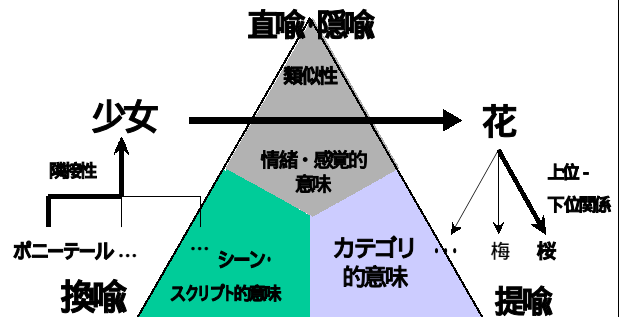 直喩・隠喩
類似性
少女
花
情緒・感覚的
意味
隣接性
上位－
下位関係
ポニーテール…
… シーン・
スクリプト的意味
カテゴリ
的意味
… 梅 桜
換喩
提喩